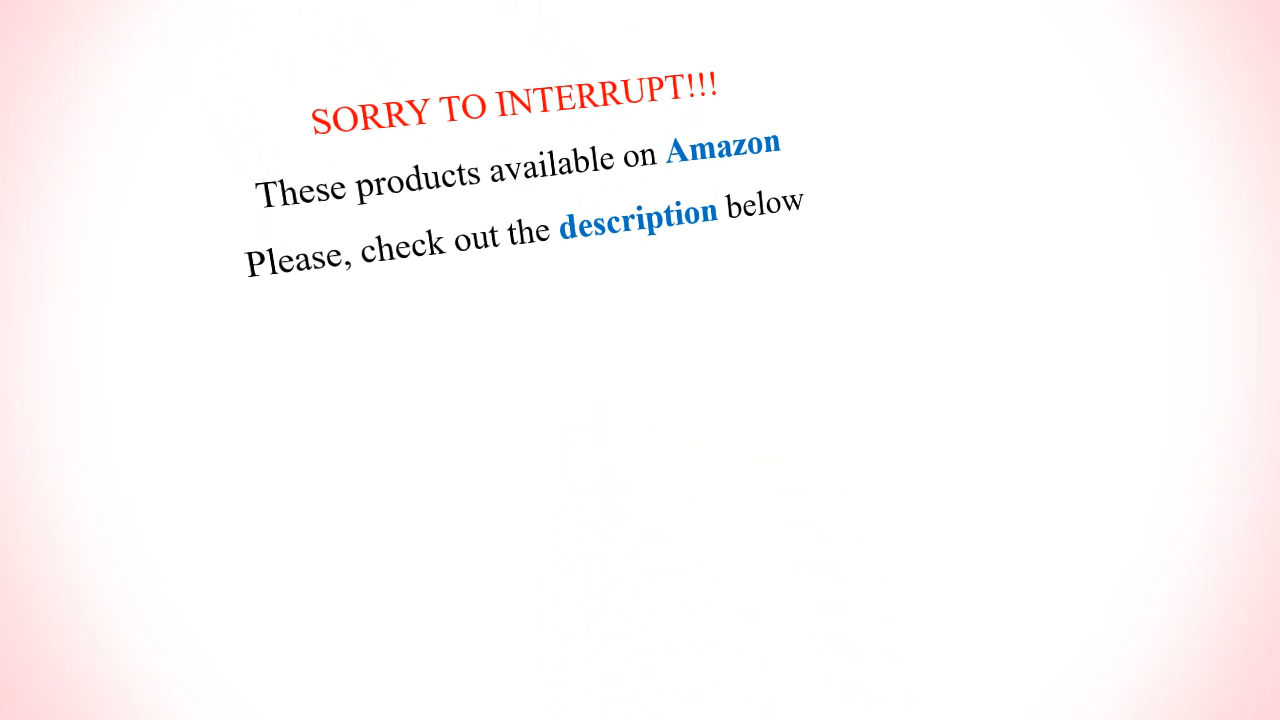 SORRY TO INTERRUPT!!!
These products available on Amazon
Please, check out the description below